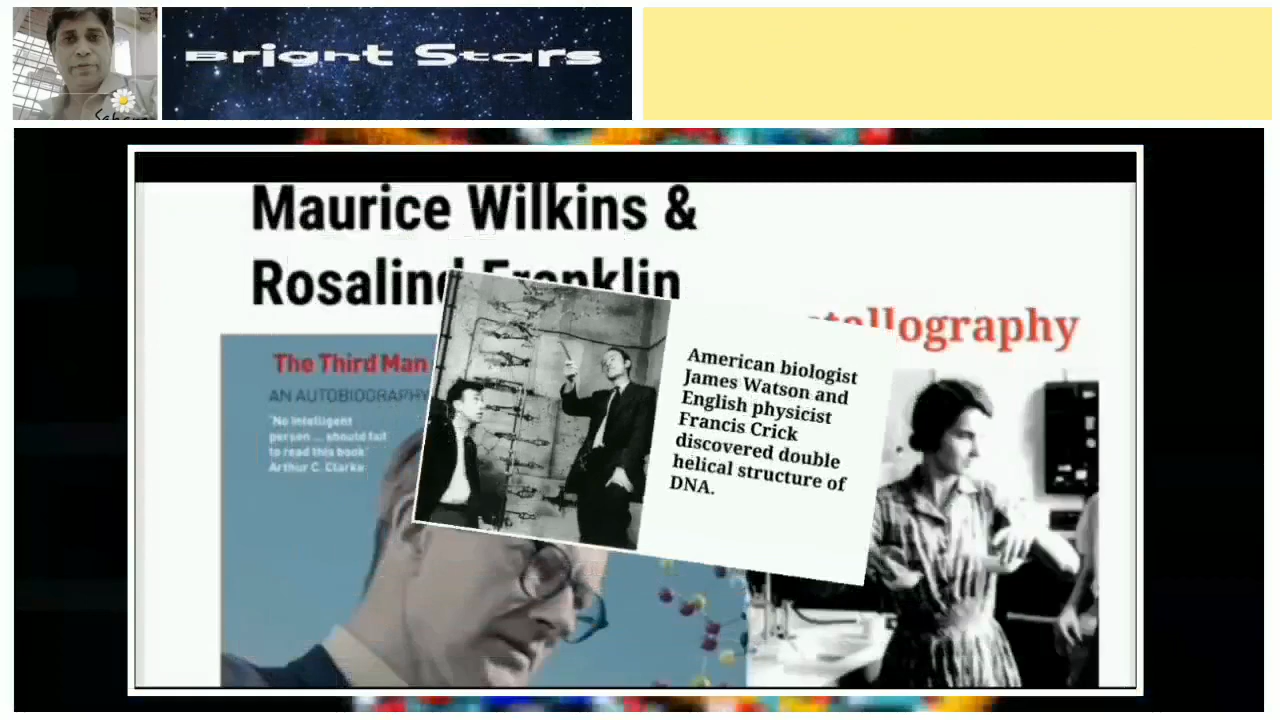 Bright Stars
Maurice Wilkins &
Rosalind Franklin
tallography
The Third Man
AN AUTOBIOGRAPHY
'No intelligent
person ... should fail
to read this book'
Arthur C. Clarke
American biologist
James Watson and
English physicist
Francis Crick
discovered double
helical structure of
DNA.